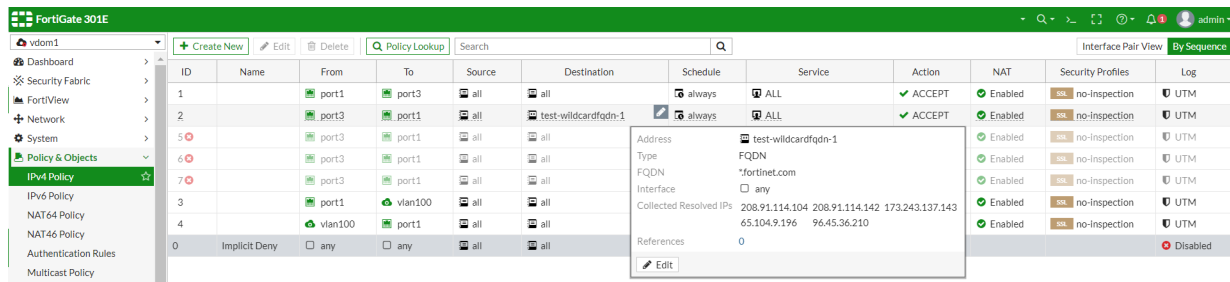 FortiGate 301E
1
admin
vdom1
Create New Edit Delete Policy Lookup Search Interface Pair View By Sequence
Dashboard
Security Fabric
FortiView
Network
System
Policy & Objects
IPv4 Policy
IPv6 Policy
NAT64 Policy
NAT46 Policy
Authentication Rules
Multicast Policy
ID Name From To Source Destination Schedule Service Action NAT Security Profiles Log
1 port1 port3 all all always ALL ACCEPT Enabled SSL no-inspection UTM
2 port3 port1 all test-wildcardfqdn-1 always ALL ACCEPT Enabled SSL no-inspection UTM
5 port3 port1 all all Enabled SSL no-inspection UTM
6 port3 port1 all all Enabled SSL no-inspection UTM
7 port3 port1 all all Enabled SSL no-inspection UTM
3 port1 vlan100 all all Enabled SSL no-inspection UTM
4 vlan100 port1 all all Enabled SSL no-inspection UTM
0 Implicit Deny any any all all Disabled
Address test-wildcardfqdn-1
Type FQDN
FQDN *.fortinet.com
Interface any
Collected Resolved IPs 208.91.114.104 208.91.114.142 173.243.137.143
65.104.9.196 96.45.36.210
References 0
Edit